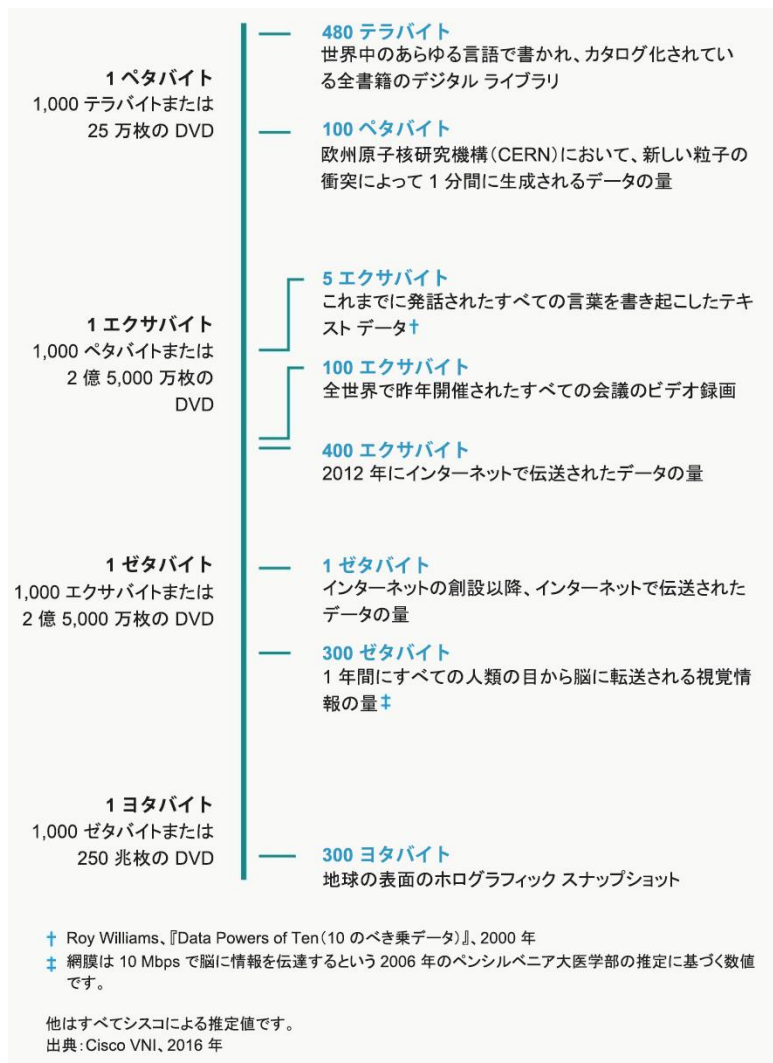 1 ペタバイト
1,000 テラバイトまたは
25 万枚の DVD
480 テラバイト
世界中のあらゆる言語で書かれ、カタログ化されてい
る全書籍のデジタル ライブラリ
100 ペタバイト
欧州原子核研究機構(CERN)において、新しい粒子の
衝突によって 1 分間に生成されるデータの量
1 エクサバイト
1,000 ペタバイトまたは
2 億 5,000 万枚の
DVD
5 エクサバイト
これまでに発話されたすべての言葉を書き起こしたテキ
スト データ†
100 エクサバイト
全世界で昨年開催されたすべての会議のビデオ録画
400 エクサバイト
2012 年にインターネットで伝送されたデータの量
1 ゼタバイト
1,000 エクサバイトまたは
2 億 5,000 万枚の DVD
1 ゼタバイト
インターネットの創設以降、インターネットで伝送された
データの量
300 ゼタバイト
1 年間にすべての人類の目から脳に転送される視覚情
報の量‡
1 ヨタバイト
1,000 ゼタバイトまたは
250 兆枚の DVD
300 ヨタバイト
地球の表面のホログラフィック スナップショット
† Roy Williams、『Data Powers of Ten(10 のべき乗データ)』、2000 年
‡ 網膜は 10 Mbps で脳に情報を伝達するという 2006 年のペンシルベニア大医学部の推定に基づく数値
です。
他はすべてシスコによる推定値です。
出典:Cisco VNI、2016 年